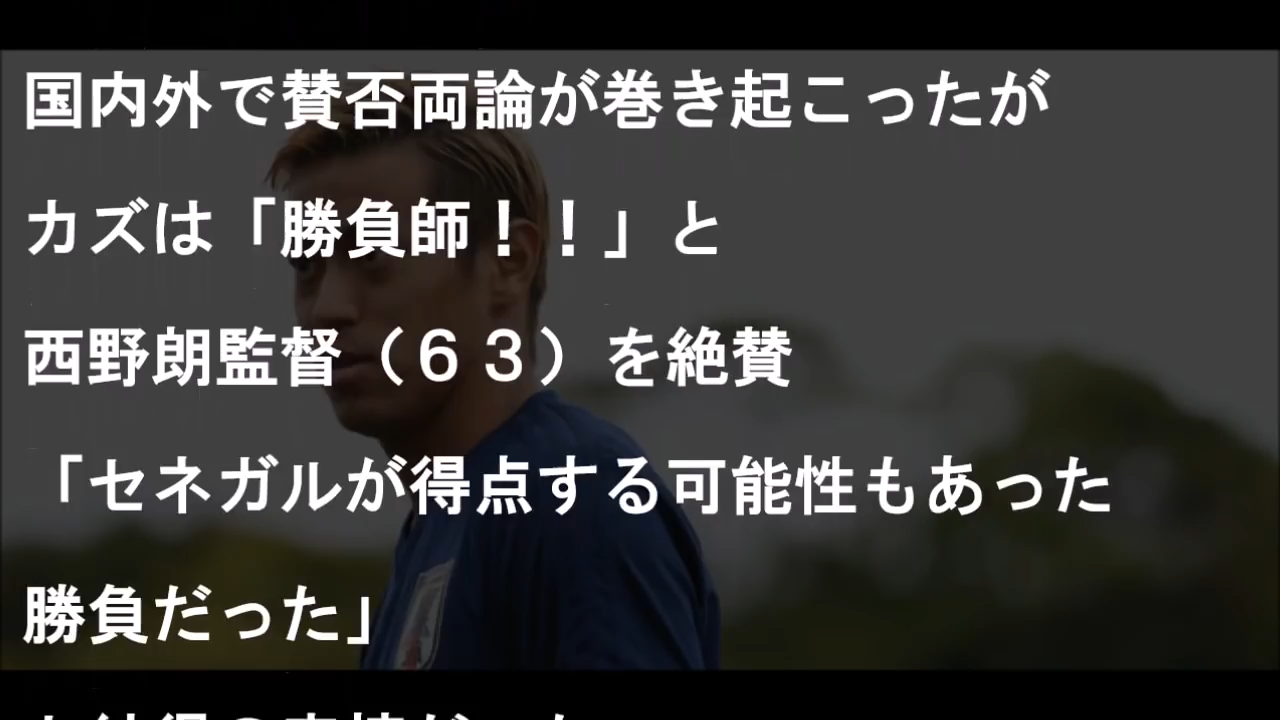 国内外で賛否両論が巻き起こったが
カズは「勝負師！！」と
西野朗監督（６３）を絶賛
「セネガルが得点する可能性もあった
勝負だった」